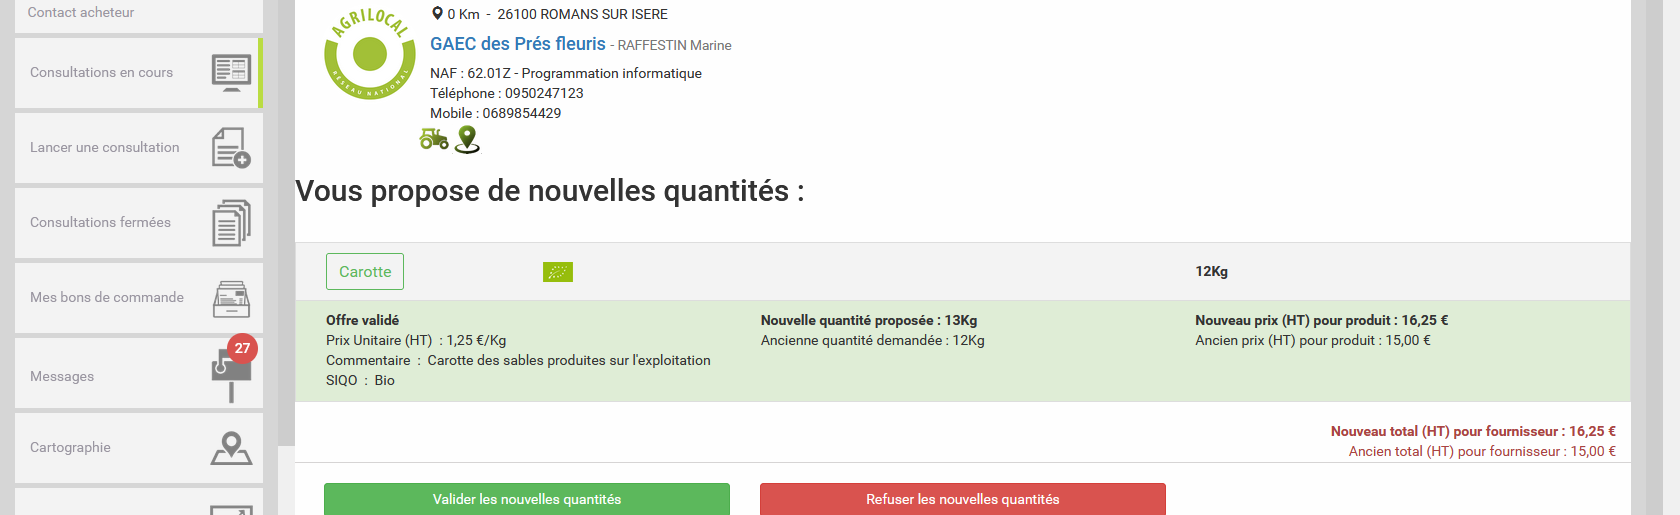 Contact acheteur
Consultations en cours
Lancer une consultation
Consultations fermées
Mes bons de commande
27
Messages
Cartographie
AGRILOCAL
RÉSEAU NATIONAL
0 Km - 26100 ROMANS SUR ISERE
GAEC des Prés fleuris - RAFFESTIN Marine
NAF : 62.01Z - Programmation informatique
Téléphone : 0950247123
Mobile : 0689854429
Vous propose de nouvelles quantités :
Carotte
12Kg
Offre validé
Prix Unitaire (HT) : 1,25 €/Kg
Commentaire : Carotte des sables produites sur l'exploitation
SIQO : Bio
Nouvelle quantité proposée : 13Kg
Ancienne quantité demandée : 12Kg
Nouveau prix (HT) pour produit : 16,25 €
Ancien prix (HT) pour produit : 15,00 €
Nouveau total (HT) pour fournisseur : 16,25 €
Ancien total (HT) pour fournisseur : 15,00 €
Valider les nouvelles quantités
Refuser les nouvelles quantités